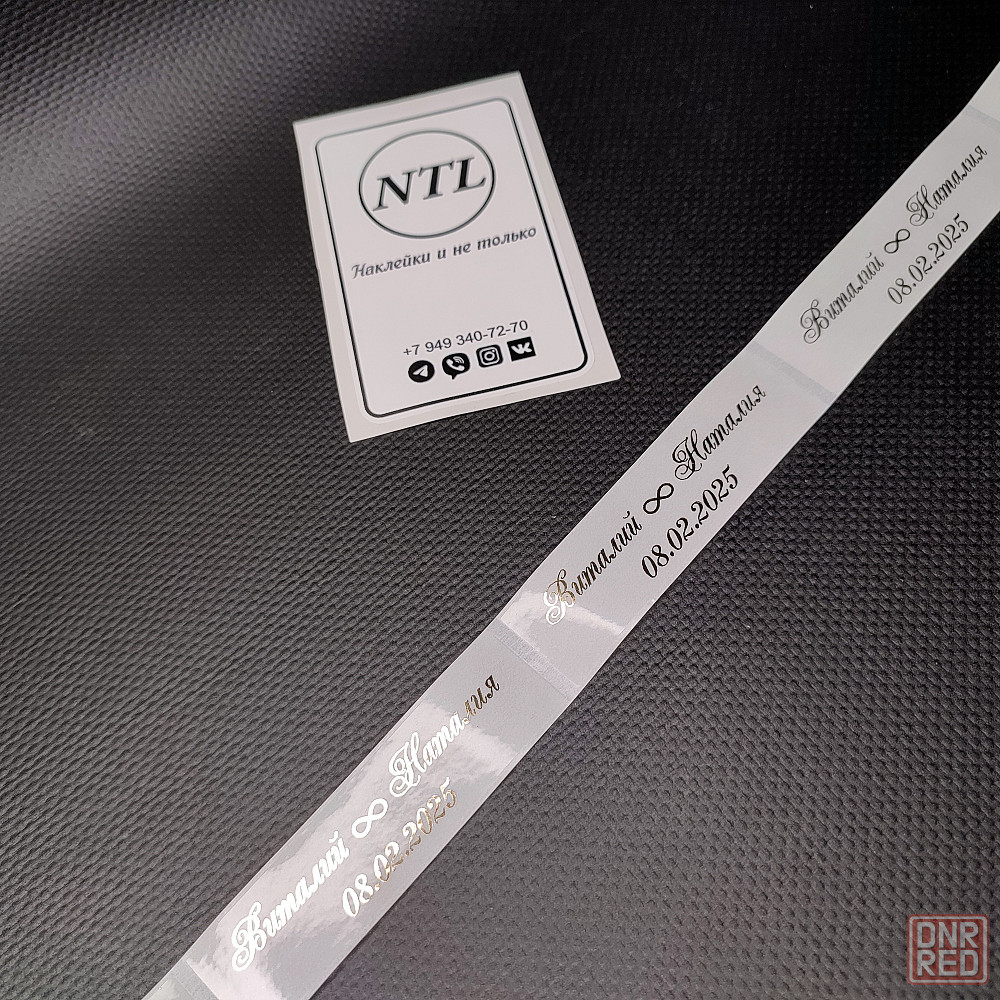 NTL
Наклейки и не только
+7 949 340-72-70
Виталий ∞ Наталия
08.02.2025
Виталий ∞ Наталия
08.02.2025
Виталий ∞ Наталия
08.02.2025
DNR
RED